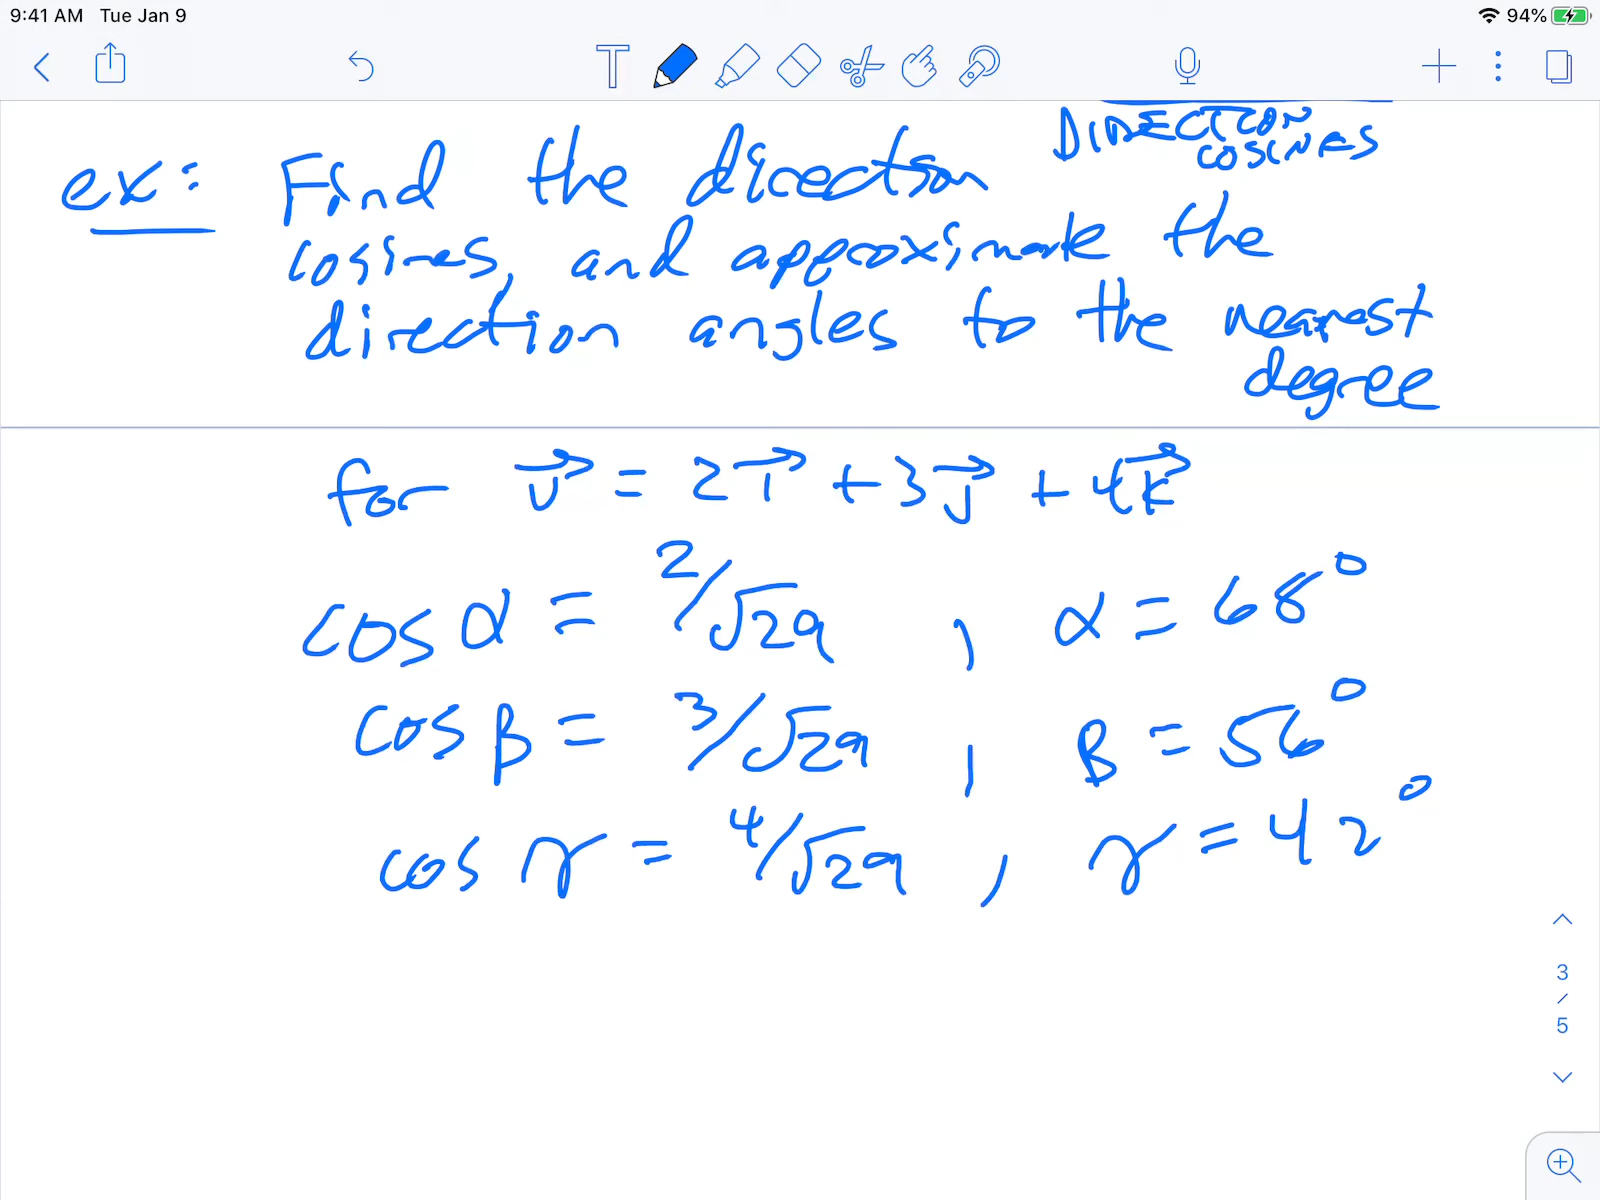 9:41 AM Tue Jan 9
94%
T
DIRECTION
COSINES
ex: Find the direction
cosines, and approximate the
direction angles to the nearest
degree
for v⃗ = 2i⃗ + 3j⃗ + 4k⃗
cos α = 2/√29 , α = 68°
cos β = 3/√29 , β = 56°
cos γ = 4/√29 , γ = 42°
3
/
5